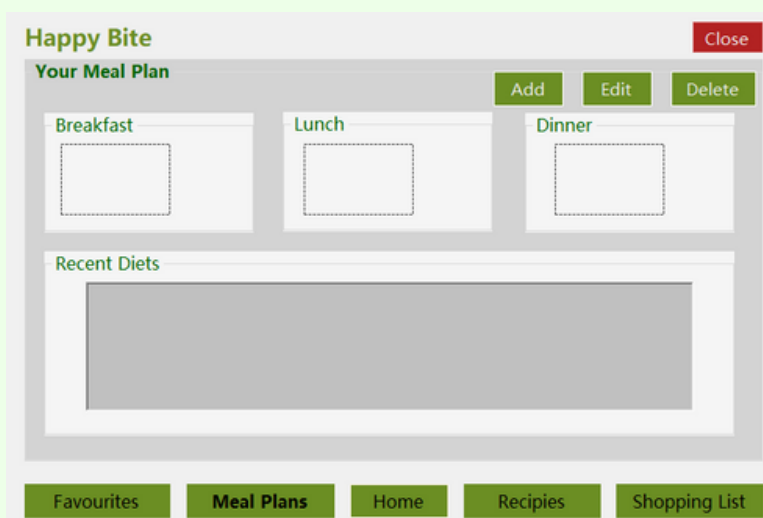 Happy Bite
Close
Your Meal Plan
Add Edit Delete
Breakfast Lunch Dinner
Recent Diets
Favourites Meal Plans Home Recipies Shopping List